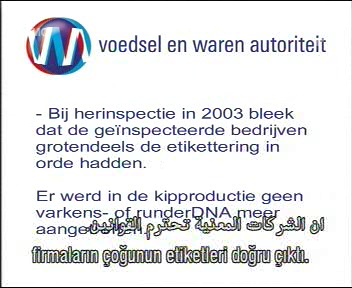 voedsel en waren autoriteit
- Bij herinspectie in 2003 bleek
dat de geïnspecteerde bedrijven
grotendeels de etikettering in
orde hadden.
Er werd in de kipproductie geen
varkens- of runderDNA meer
ان الشركات المعنية تحترم القوانين.
firmaların çoğunun etiketleri doğru çıktı.